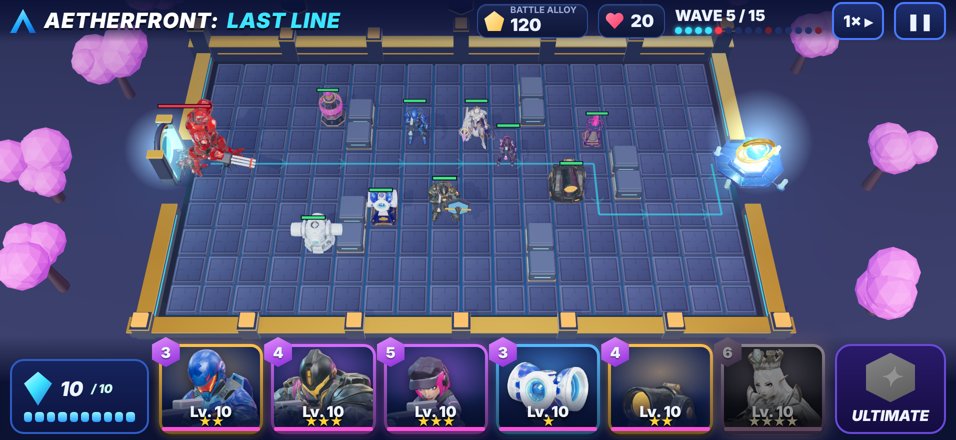 AETHERFRONT: LAST LINE
BATTLE ALLOY
120
20
WAVE 5 / 15
1×
10 / 10
3
Lv. 10
4
Lv. 10
5
Lv. 10
3
Lv. 10
4
Lv. 10
6
Lv. 10
ULTIMATE